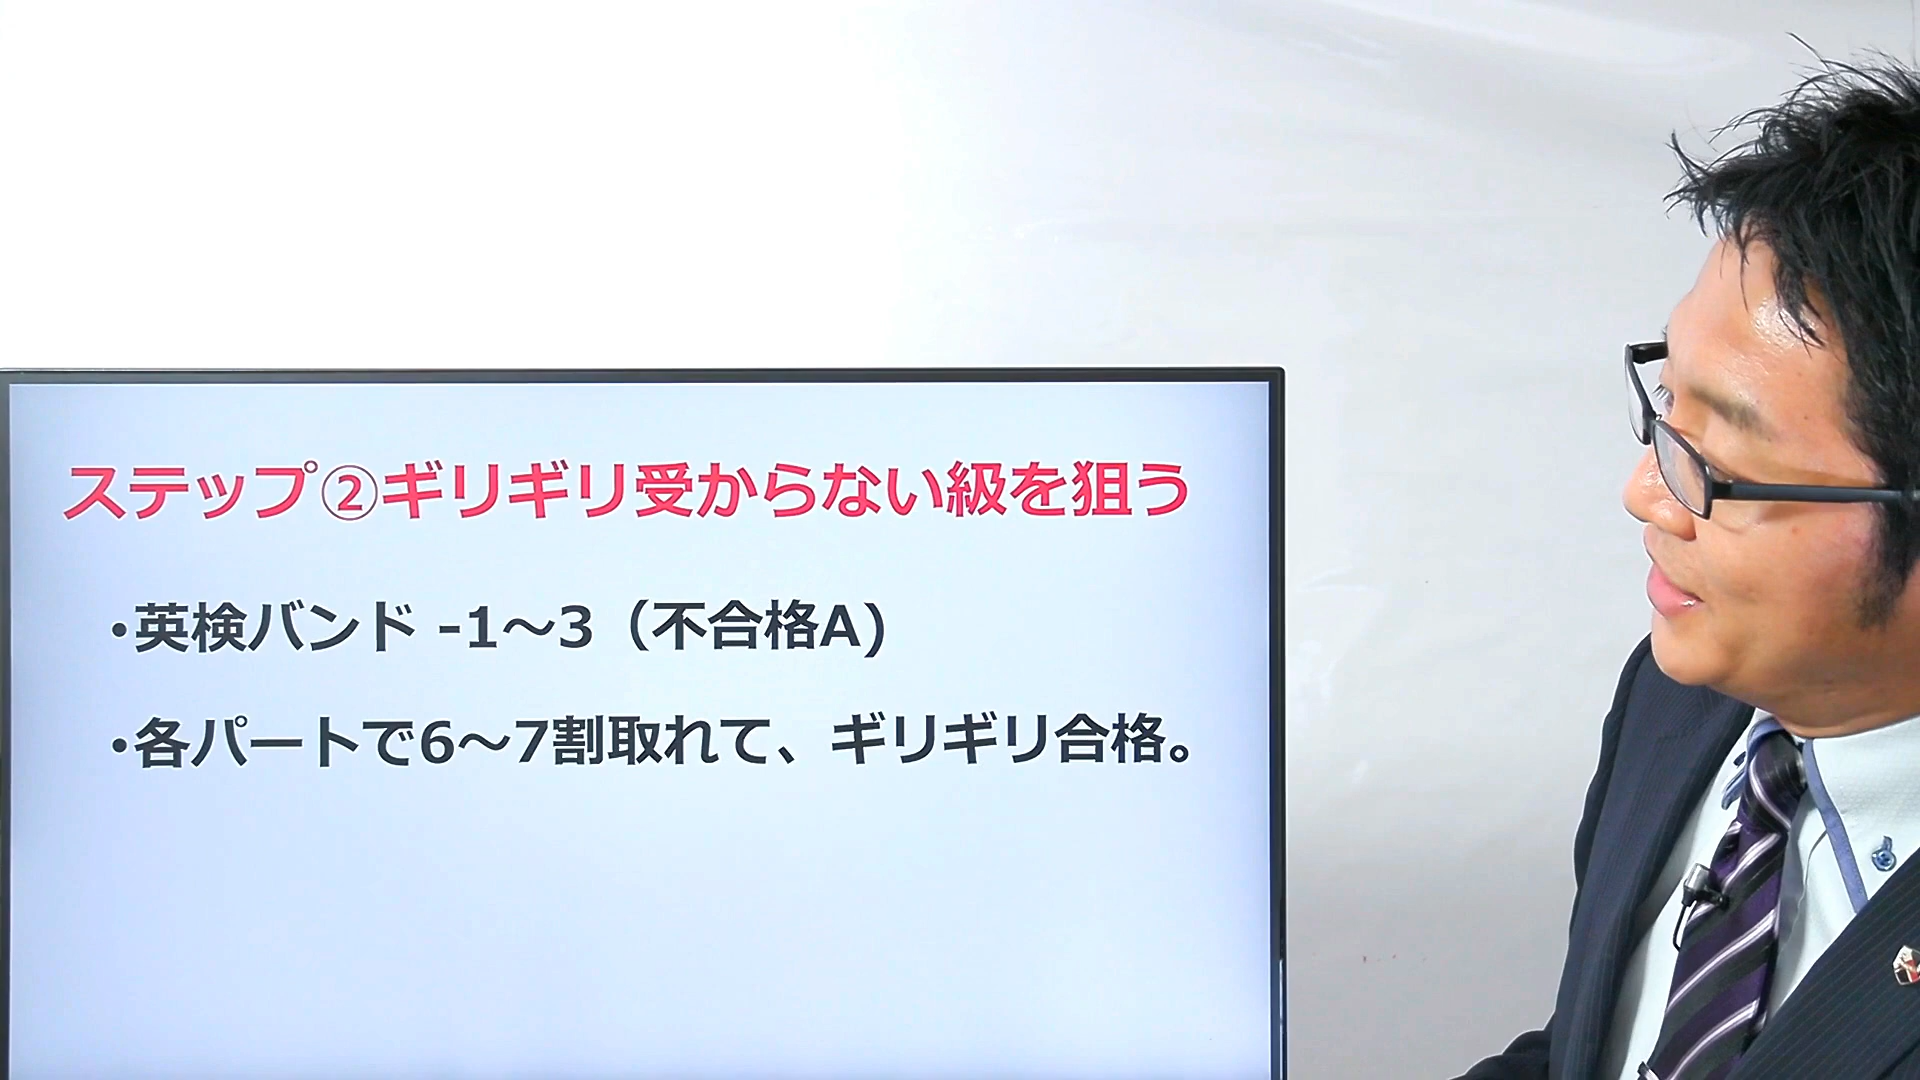 ステップ②ギリギリ受からない級を狙う
・英検バンド -1～3（不合格A)
・各パートで6～7割取れて、ギリギリ合格。